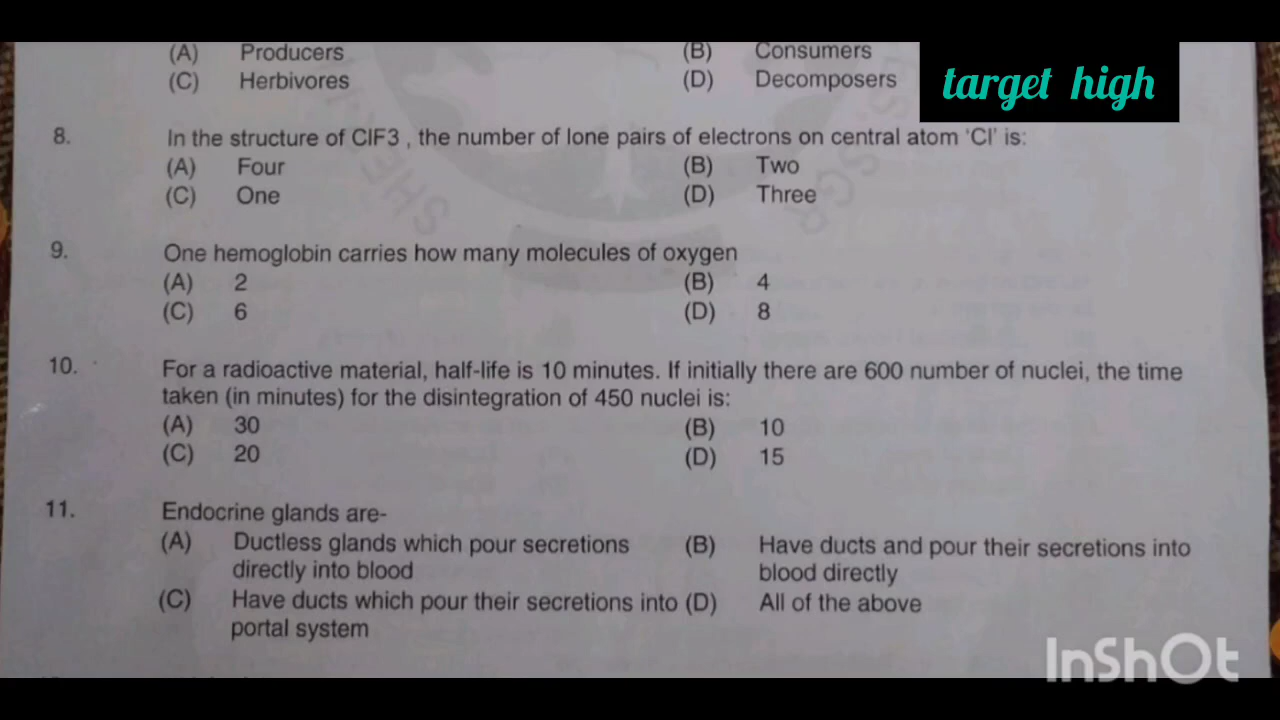 (A) Producers (B) Consumers
(C) Herbivores (D) Decomposers
target high
8. In the structure of CIF3 , the number of lone pairs of electrons on central atom 'Cl' is:
(A) Four (B) Two
(C) One (D) Three
9. One hemoglobin carries how many molecules of oxygen
(A) 2 (B) 4
(C) 6 (D) 8
10. For a radioactive material, half-life is 10 minutes. If initially there are 600 number of nuclei, the time
taken (in minutes) for the disintegration of 450 nuclei is:
(A) 30 (B) 10
(C) 20 (D) 15
11. Endocrine glands are-
(A) Ductless glands which pour secretions (B) Have ducts and pour their secretions into
directly into blood blood directly
(C) Have ducts which pour their secretions into (D) All of the above
portal system
InShOt